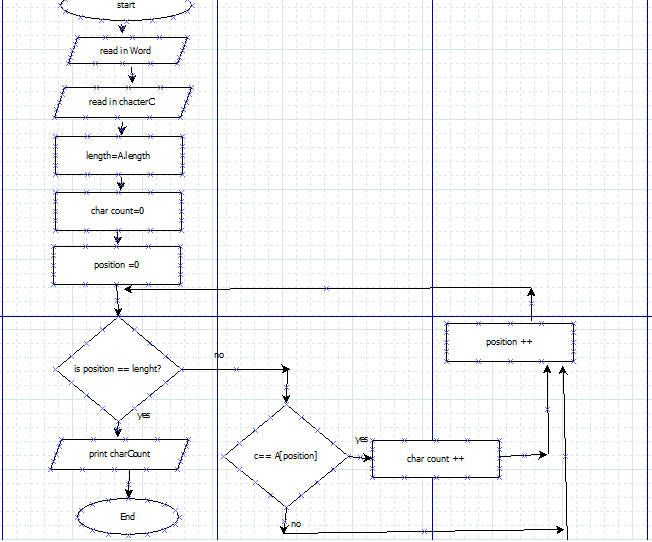 start
read in Word
read in chacterC
length=A.length
char count=0
position =0
position ++
no
is position == lenght?
yes
print charCount
c== A[position]
yes
char count ++
End
no